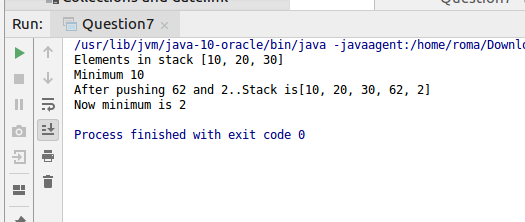 Run: Question7
/usr/lib/jvm/java-10-oracle/bin/java -javaagent:/home/roma/Downlo
Elements in stack [10, 20, 30]
Minimum 10
After pushing 62 and 2..Stack is[10, 20, 30, 62, 2]
Now minimum is 2
Process finished with exit code 0